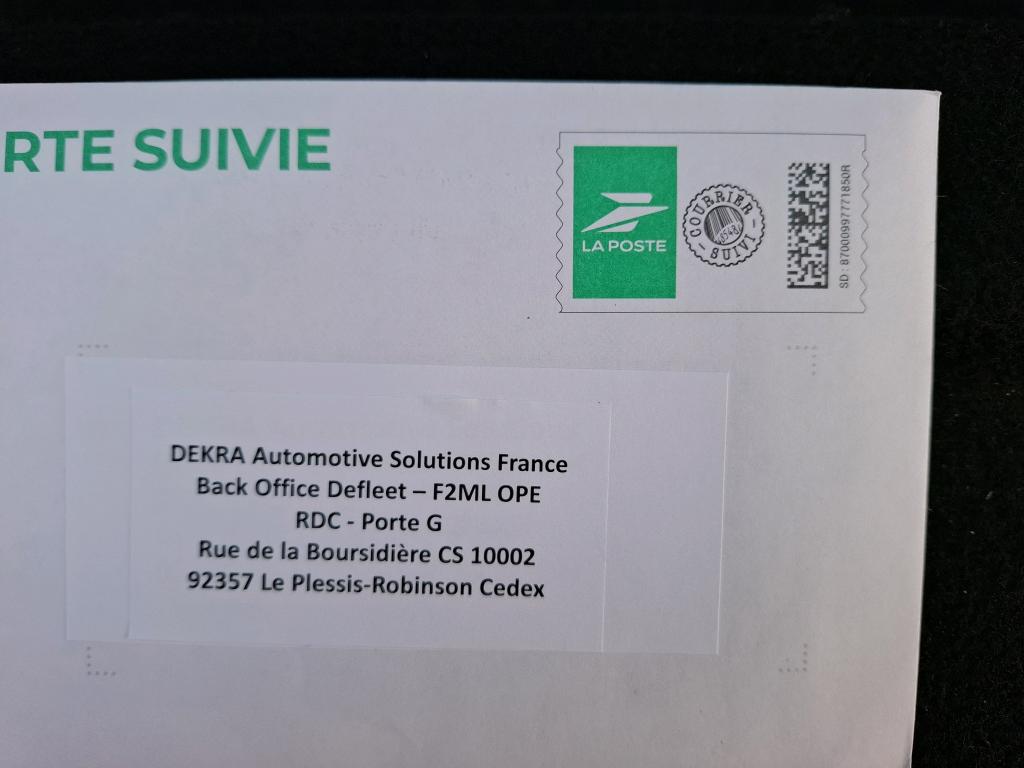 RTE SUIVIE
LA POSTE
COURRIER
SUIVI
SD : 87000997771850R
DEKRA Automotive Solutions France
Back Office Defleet – F2ML OPE
RDC - Porte G
Rue de la Boursidière CS 10002
92357 Le Plessis-Robinson Cedex